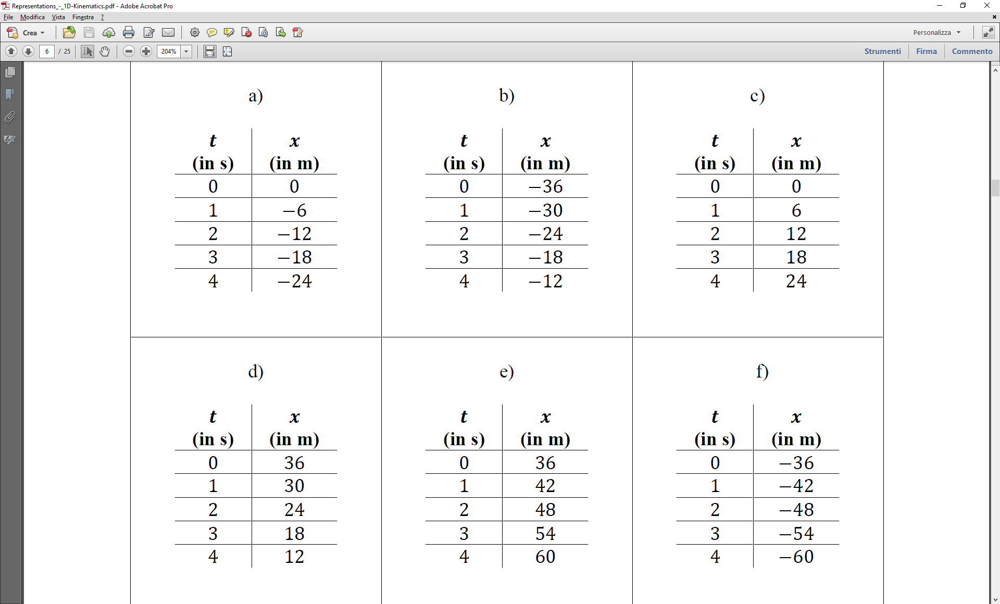 Representations_-_1D-Kinematics.pdf - Adobe Acrobat Pro
File Modifica Vista Finestra ?
Crea Personalizza
6 / 25 204% Strumenti Firma Commento
a) b) c)
t x t x t x
(in s) (in m) (in s) (in m) (in s) (in m)
0 0 0 −36 0 0
1 −6 1 −30 1 6
2 −12 2 −24 2 12
3 −18 3 −18 3 18
4 −24 4 −12 4 24
d) e) f)
t x t x t x
(in s) (in m) (in s) (in m) (in s) (in m)
0 36 0 36 0 −36
1 30 1 42 1 −42
2 24 2 48 2 −48
3 18 3 54 3 −54
4 12 4 60 4 −60